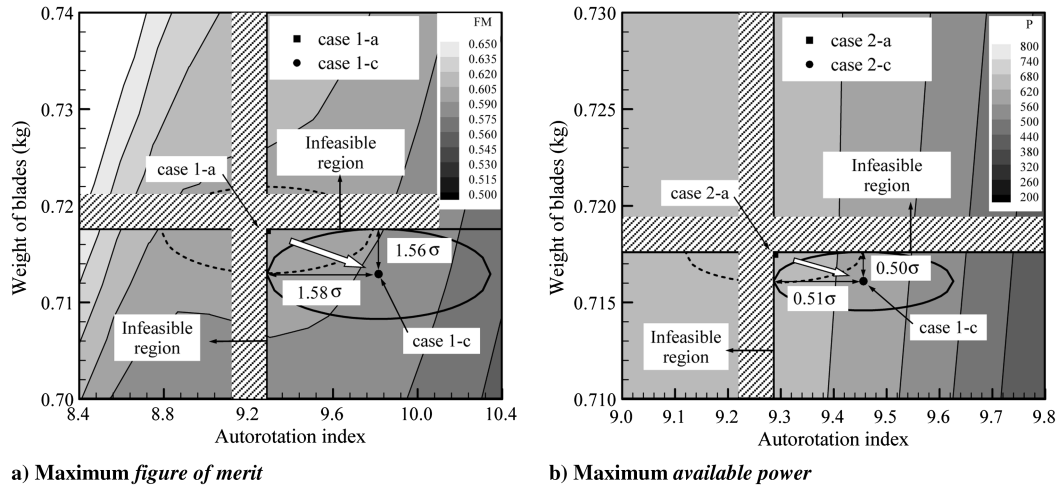 0.74
0.73
0.72
0.71
0.70
Weight of blades (kg)
8.4
8.8
9.2
9.6
10.0
10.4
Autorotation index
case 1-a
case 1-c
FM
0.650
0.635
0.620
0.605
0.590
0.575
0.560
0.545
0.530
0.515
0.500
Infeasible
region
case 1-a
1.56σ
1.58σ
Infeasible
region
case 1-c
a) Maximum figure of merit
0.730
0.725
0.720
0.715
0.710
Weight of blades (kg)
9.0
9.1
9.2
9.3
9.4
9.5
9.6
9.7
9.8
Autorotation index
case 2-a
case 2-c
P
800
740
680
620
560
500
440
380
320
260
200
Infeasible
region
case 2-a
0.50σ
0.51σ
Infeasible
region
case 1-c
b) Maximum available power